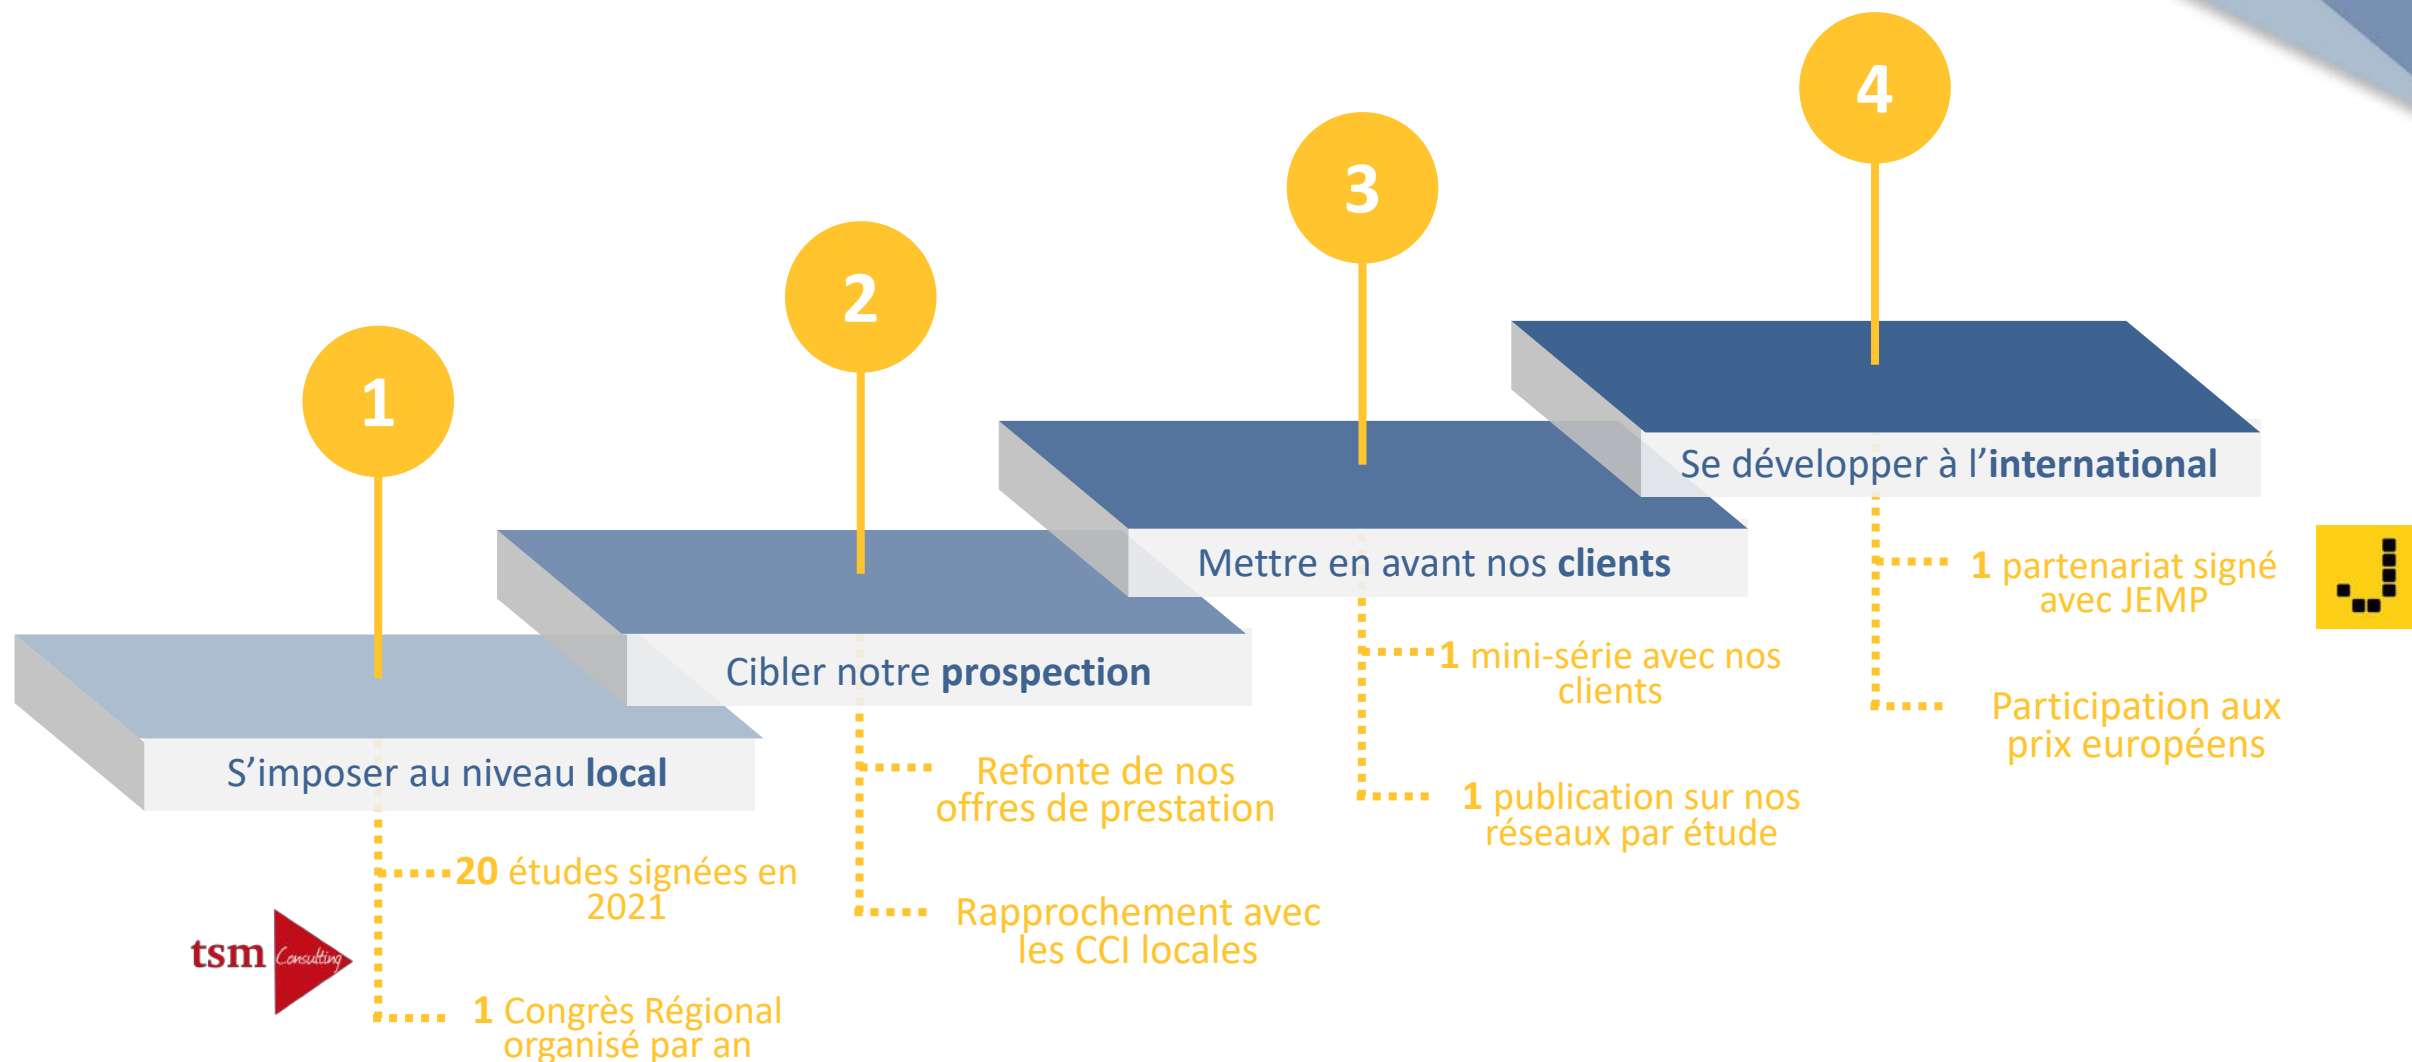 1
S’imposer au niveau local
20 études signées en
2021
tsm Consulting
1 Congrès Régional
organisé par an
2
Cibler notre prospection
Refonte de nos
offres de prestation
Rapprochement avec
les CCI locales
3
Mettre en avant nos clients
1 mini-série avec nos
clients
1 publication sur nos
réseaux par étude
4
Se développer à l’international
1 partenariat signé
avec JEMP
Participation aux
prix européens